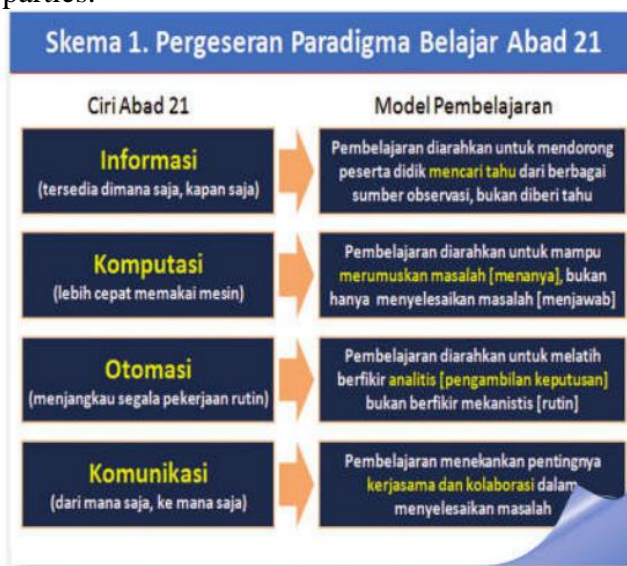 parties.
Skema 1. Pergeseran Paradigma Belajar Abad 21
Ciri Abad 21
Model Pembelajaran
Informasi
(tersedia dimana saja, kapan saja)
Pembelajaran diarahkan untuk mendorong
peserta didik mencari tahu dari berbagai
sumber observasi, bukan diberi tahu
Komputasi
(lebih cepat memakai mesin)
Pembelajaran diarahkan untuk mampu
merumuskan masalah [menanya], bukan
hanya menyelesaikan masalah [menjawab]
Otomasi
(menjangkau segala pekerjaan rutin)
Pembelajaran diarahkan untuk melatih
berfikir analitis [pengambilan keputusan]
bukan berfikir mekanistis [rutin]
Komunikasi
(dari mana saja, ke mana saja)
Pembelajaran menekankan pentingnya
kerjasama dan kolaborasi dalam
menyelesaikan masalah